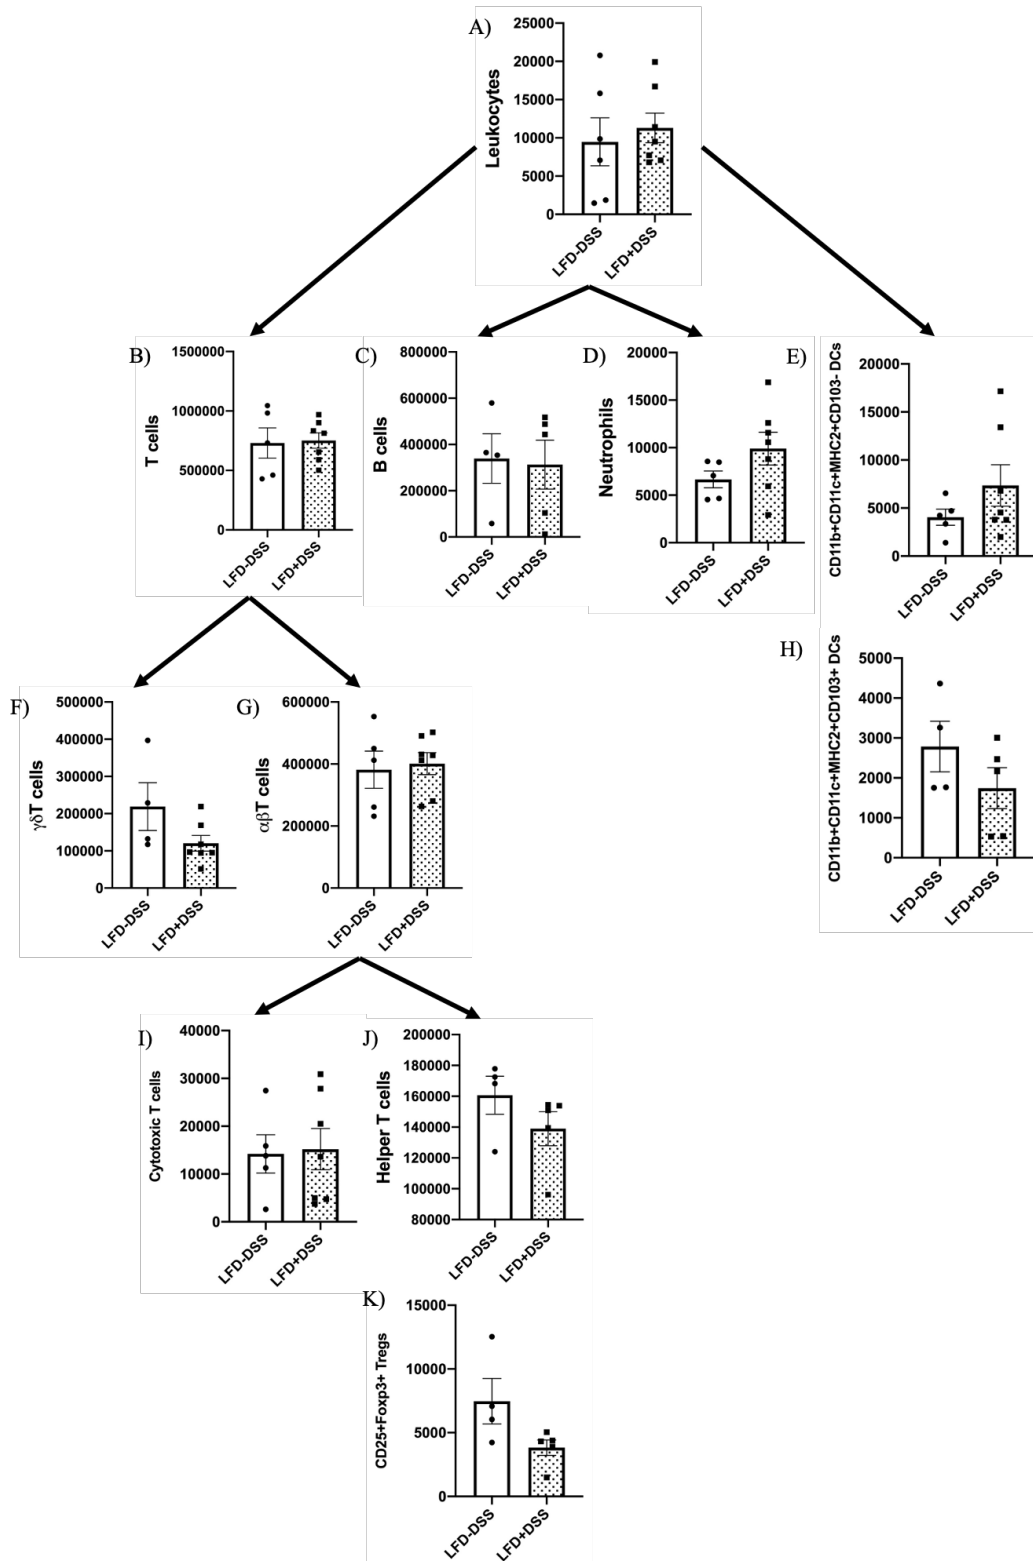 A)
Leukocytes
25000
20000
15000
10000
5000
0
LFD-DSS
LFD+DSS
B)
T cells
1500000
1000000
500000
0
LFD-DSS
LFD+DSS
C)
B cells
800000
600000
400000
200000
0
LFD-DSS
LFD+DSS
D)
Neutrophils
20000
15000
10000
5000
0
LFD-DSS
LFD+DSS
E)
CD11b+CD11c+MHC2+CD103- DCs
20000
15000
10000
5000
0
LFD-DSS
LFD+DSS
F)
γδT cells
500000
400000
300000
200000
100000
0
LFD-DSS
LFD+DSS
G)
αβT cells
600000
400000
200000
0
LFD-DSS
LFD+DSS
H)
CD11b+CD11c+MHC2+CD103+ DCs
5000
4000
3000
2000
1000
0
LFD-DSS
LFD+DSS
I)
Cytotoxic T cells
40000
30000
20000
10000
0
LFD-DSS
LFD+DSS
J)
Helper T cells
200000
180000
160000
140000
120000
100000
80000
LFD-DSS
LFD+DSS
K)
CD25+Foxp3+ Tregs
15000
10000
5000
0
LFD-DSS
LFD+DSS